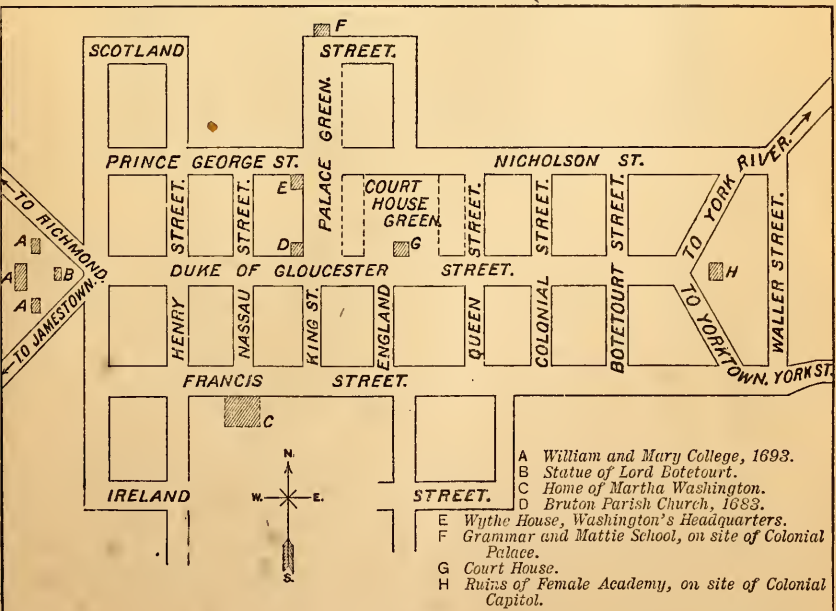 F
SCOTLAND STREET.
PALACE GREEN.
PRINCE GEORGE ST. NICHOLSON ST.
TO YORK RIVER.
E
COURT
HOUSE
GREEN.
HENRY STREET.
NASSAU STREET.
PALACE
QUEEN STREET.
COLONIAL STREET.
BOTETOURT STREET.
WALLER STREET.
TO RICHMOND.
A
A B
A
TO JAMESTOWN.
D
G
H
DUKE OF GLOUCESTER STREET.
KING ST.
ENGLAND
TO YORKTOWN. YORK ST.
FRANCIS STREET.
C
N.
W. E.
S.
IRELAND STREET.
A William and Mary College, 1693.
B Statue of Lord Botetourt.
C Home of Martha Washington.
D Bruton Parish Church, 1683.
E Wythe House, Washington's Headquarters.
F Grammar and Mattie School, on site of Colonial
Palace.
G Court House.
H Ruins of Female Academy, on site of Colonial
Capitol.